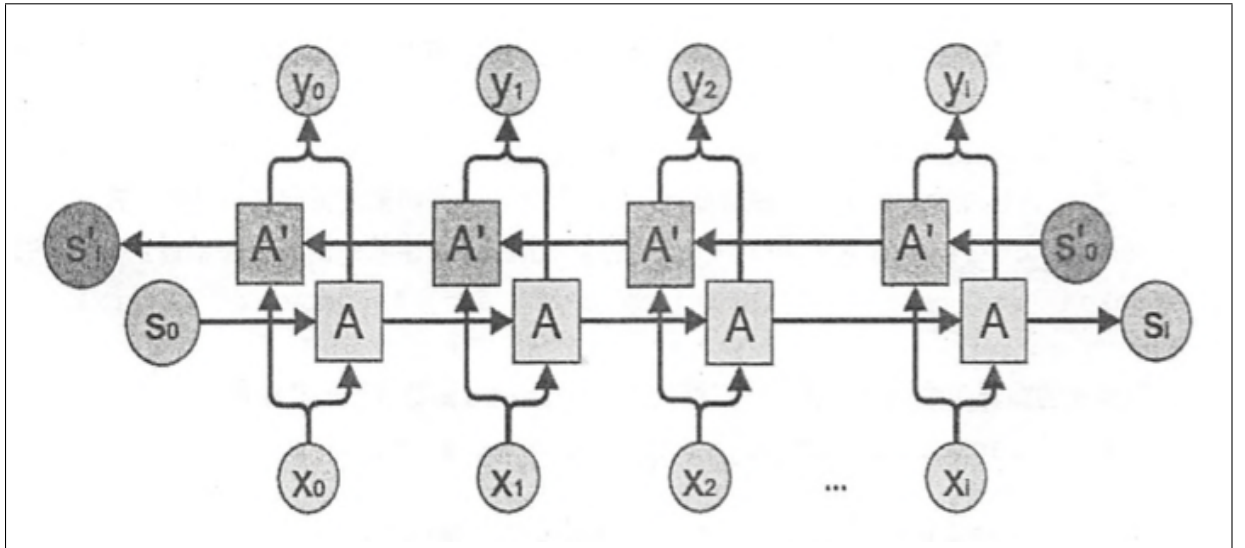 y₀ y₁ y₂ yᵢ
s'ᵢ A' A' A' A' s'₀
s₀ A A A A sᵢ
x₀ x₁ x₂ ... xᵢ